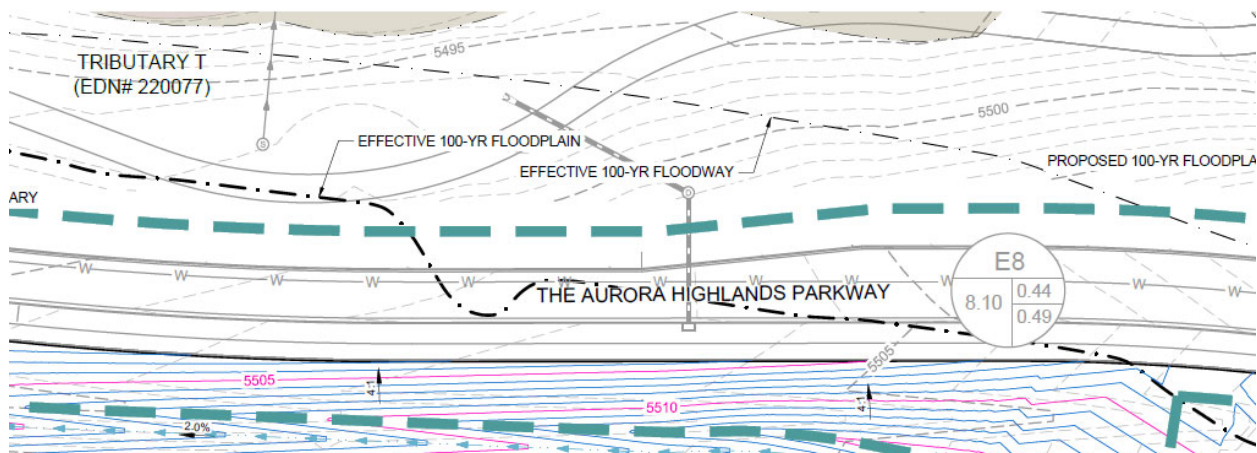 5495
TRIBUTARY T
(EDN# 220077)
5500
S
EFFECTIVE 100-YR FLOODPLAIN
EFFECTIVE 100-YR FLOODWAY
PROPOSED 100-YR FLOODPLA
D
ARY
W W W W W W W W W W W W W
THE AURORA HIGHLANDS PARKWAY
E8
8.10
0.44
0.49
5505
5505
4:1
4:1
5510
2.0%